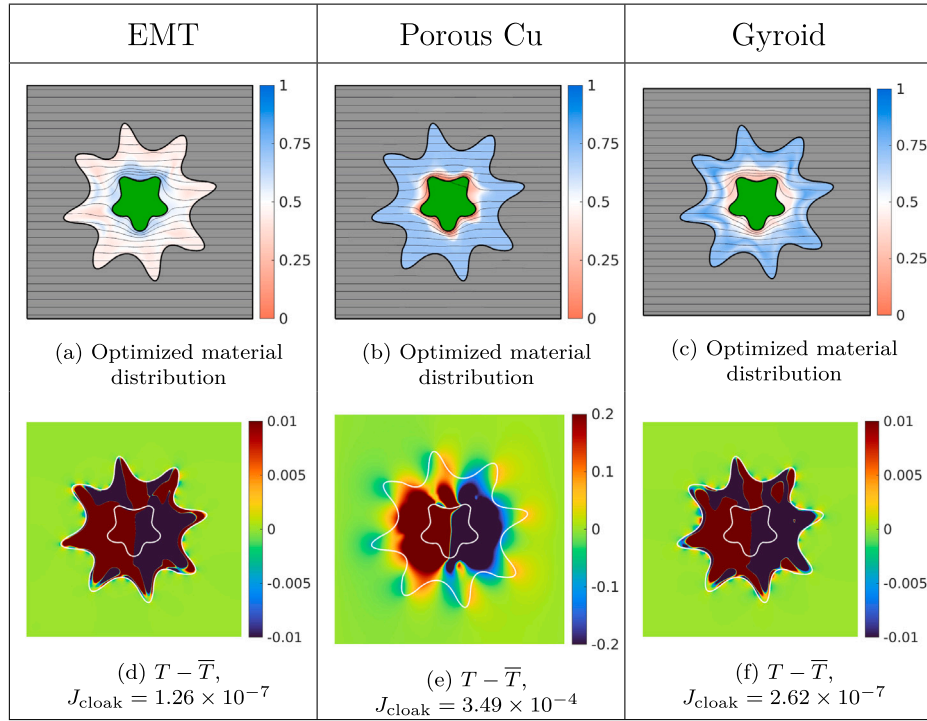 EMT
Porous Cu
Gyroid
1
0.75
0.5
0.25
0
1
0.75
0.5
0.25
0
1
0.75
0.5
0.25
0
(a) Optimized material
distribution
(b) Optimized material
distribution
(c) Optimized material
distribution
0.01
0.005
0
-0.005
-0.01
0.2
0.1
0
-0.1
-0.2
0.01
0.005
0
-0.005
-0.01
(d) T − T̅,
J_cloak = 1.26 × 10⁻⁷
(e) T − T̅,
J_cloak = 3.49 × 10⁻⁴
(f) T − T̅,
J_cloak = 2.62 × 10⁻⁷